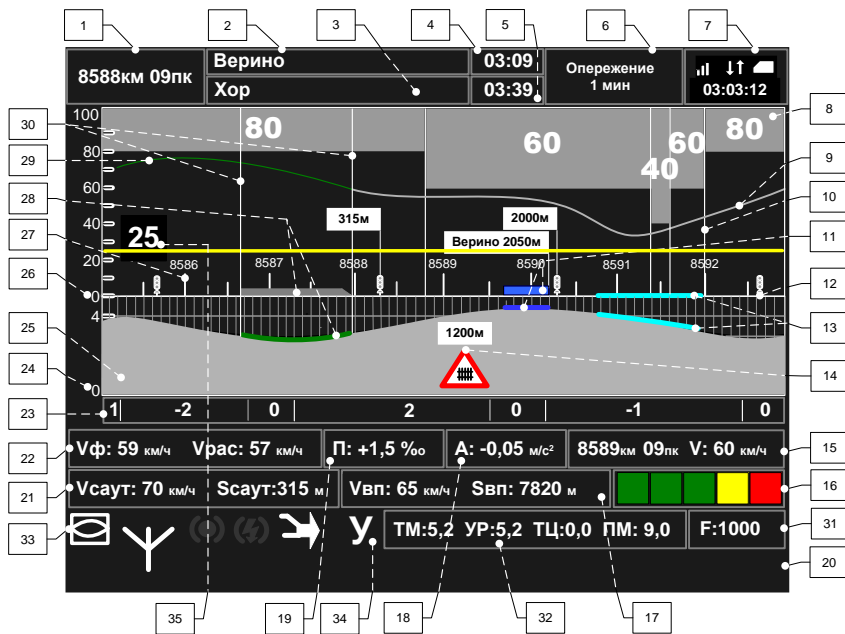 1 2 3 4 5 6 7
8588км 09пк
Верино 03:09
Хор 03:39
Опережение
1 мин
03:03:12
100
80
60
40
20
0
4
0
80 60 40 60 80
25
315м
2000м
Верино 2050м
8586 8587 8588 8589 8590 8591 8592
1200м
1 -2 0 2 0 -1 0
Vф: 59 км/ч Vрас: 57 км/ч
П: +1,5 ‰
А: -0,05 м/с²
8589км 09пк V: 60 км/ч
Vсаут: 70 км/ч Sсаут:315 м
Vвп: 65 км/ч Sвп: 7820 м
У
ТМ:5,2 УР:5,2 ТЦ:0,0 ПМ: 9,0
F:1000
30
29
28
27
26
25
24
23
22
21
33
8
9
10
11
12
13
14
15
16
31
20
35 19 34 18 32 17